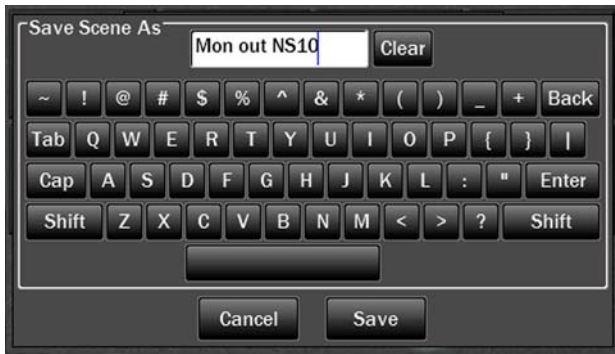 Save Scene As
Mon out NS10 Clear
~ ! @ # $ % ^ & * ( ) _ + Back
Tab Q W E R T Y U I O P { } |
Cap A S D F G H J K L : " Enter
Shift Z X C V B N M < > ? Shift
Cancel Save